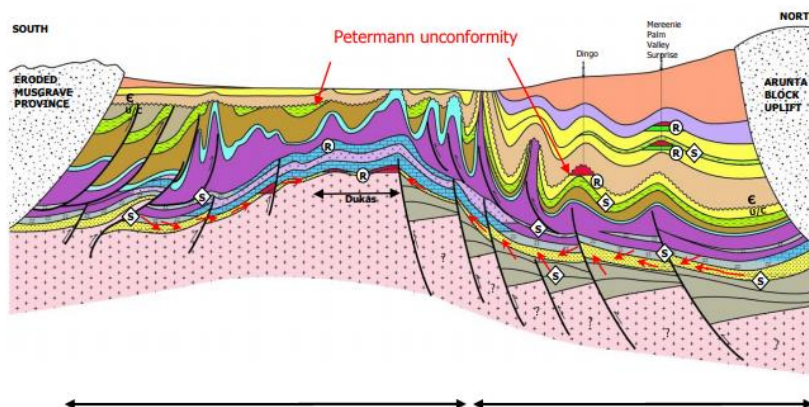 SOUTH
NORT
Petermann unconformity
Dingo
Mereenie
Palm
Valley
Surprise
ERODED
MUSGRAVE
PROVINCE
ARUNTA
BLOCK
UPLIFT
Є
U/C
R
R
S
R
R
R
S
S
S
S
S
S
S
Dukas
Є
U/C
?
?
?
?
?
?
?